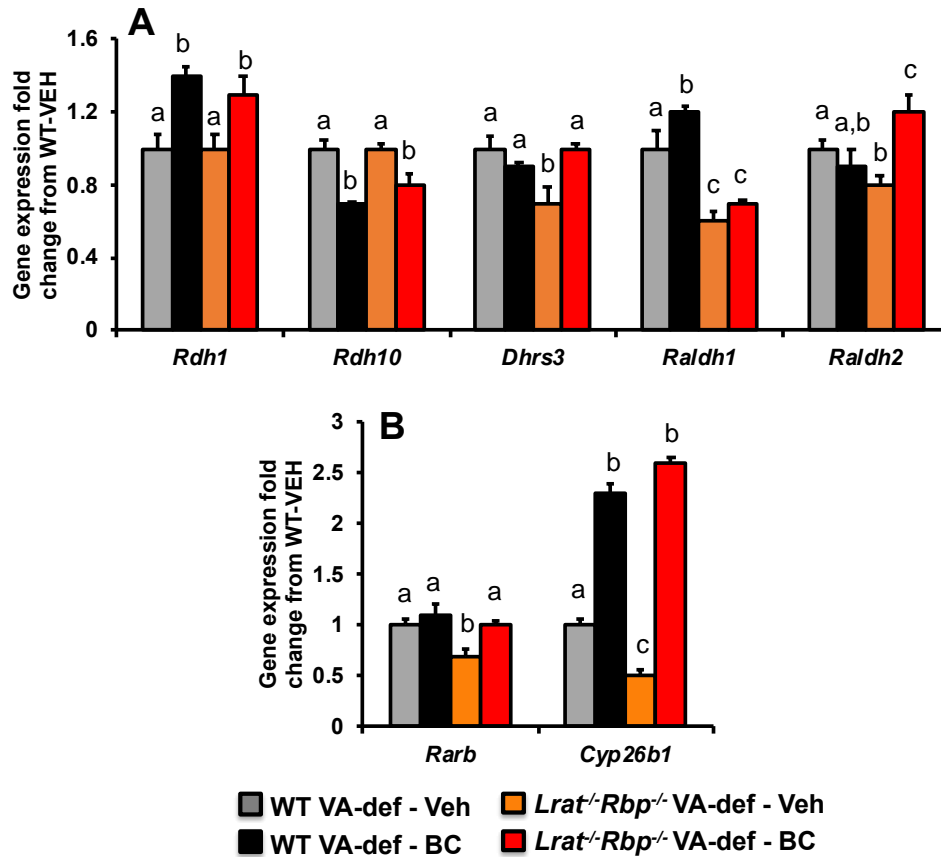 A
Gene expression fold
change from WT-VEH
1.6
1.2
0.8
0.4
0
a b a b
a b a b
a a b a
a b c c
a a,b b c
Rdh1 Rdh10 Dhrs3 Raldh1 Raldh2
B
Gene expression fold
change from WT-VEH
3
2.5
2
1.5
1
0.5
0
a a b a
a b c b
Rarb Cyp26b1
WT VA-def - Veh Lrat-/-Rbp-/- VA-def - Veh
WT VA-def - BC Lrat-/-Rbp-/- VA-def - BC